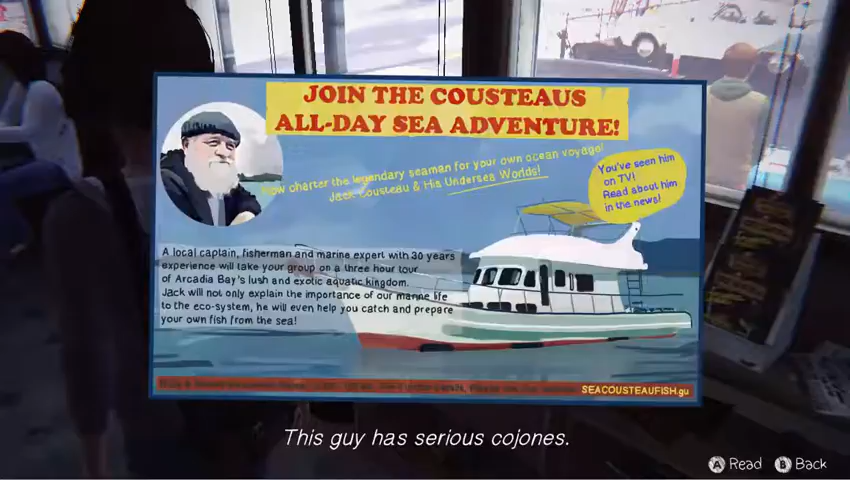 JOIN THE COUSTEAUS
ALL-DAY SEA ADVENTURE!
Now charter the legendary seaman for your own ocean voyage!
Jack Cousteau & His Undersea Worlds!
You've seen him
on TV!
Read about him
in the news!
A local captain, fisherman and marine expert with 30 years
experience will take your group on a three hour tour
of Arcadia Bay's lush and exotic aquatic kingdom.
Jack will not only explain the importance of our marine life
to the eco-system, he will even help you catch and prepare
your own fish from the sea!
SEACOUSTEAUFISH.gu
This guy has serious cojones.
A Read B Back